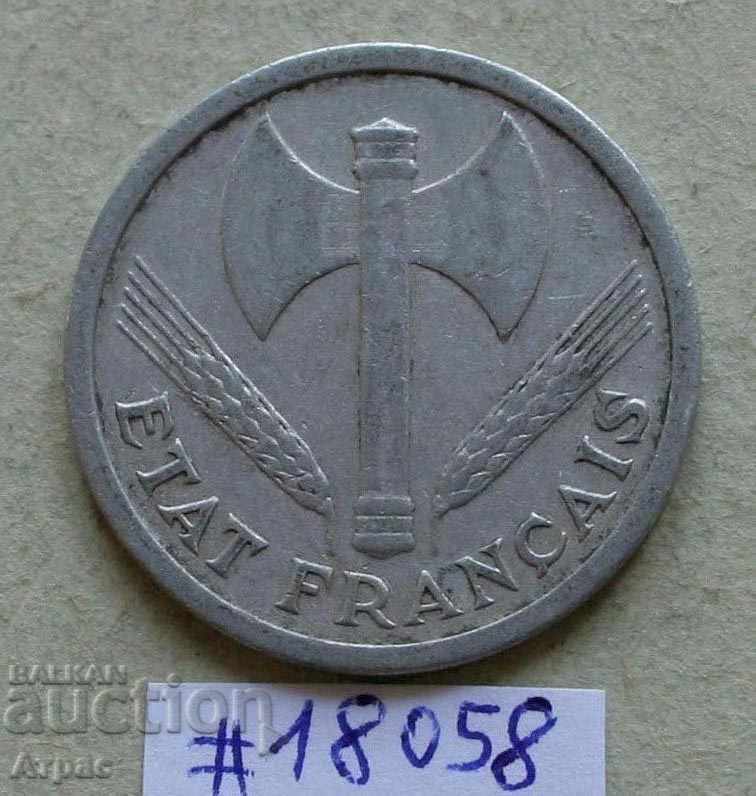 ETAT FRANÇAIS
BALKAN
auction
Атрас
#18058